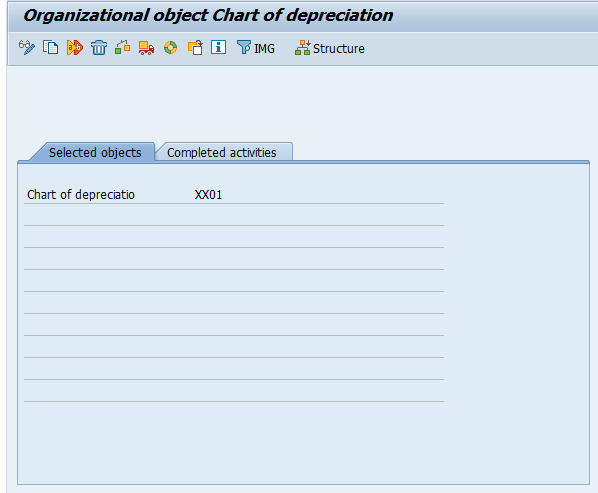 Organizational object Chart of depreciation
IMG Structure
Selected objects Completed activities
Chart of depreciatio XX01